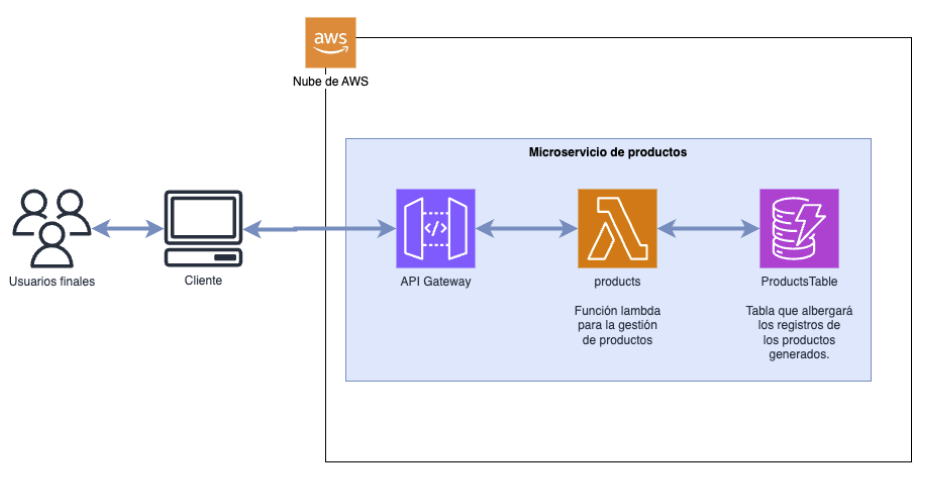 aws
Nube de AWS
Microservicio de productos
</>
Usuarios finales
Cliente
API Gateway
products
ProductsTable
Función lambda
para la gestión
de productos
Tabla que albergará
los registros de
los productos
generados.